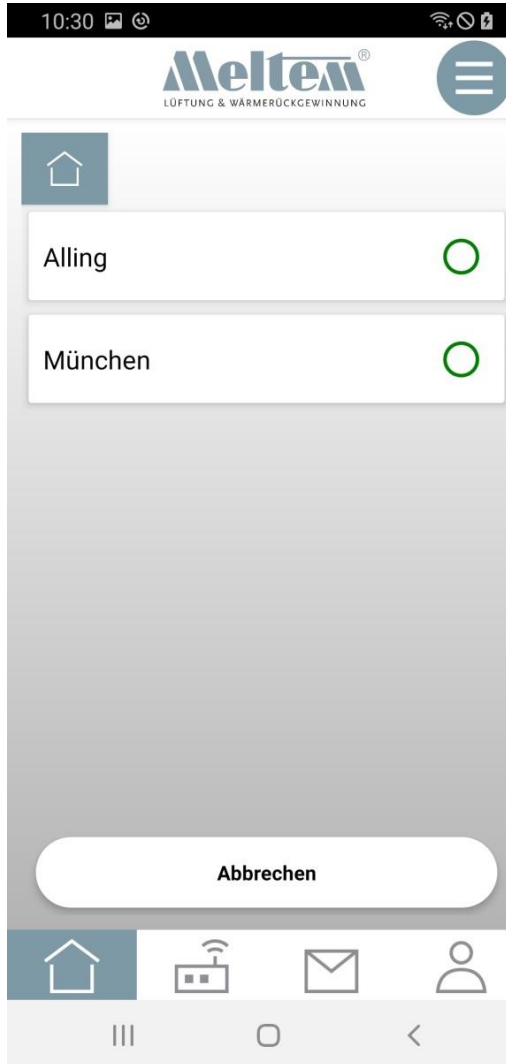 10:30
Meltem®
LÜFTUNG & WÄRMERÜCKGEWINNUNG
Alling
München
Abbrechen